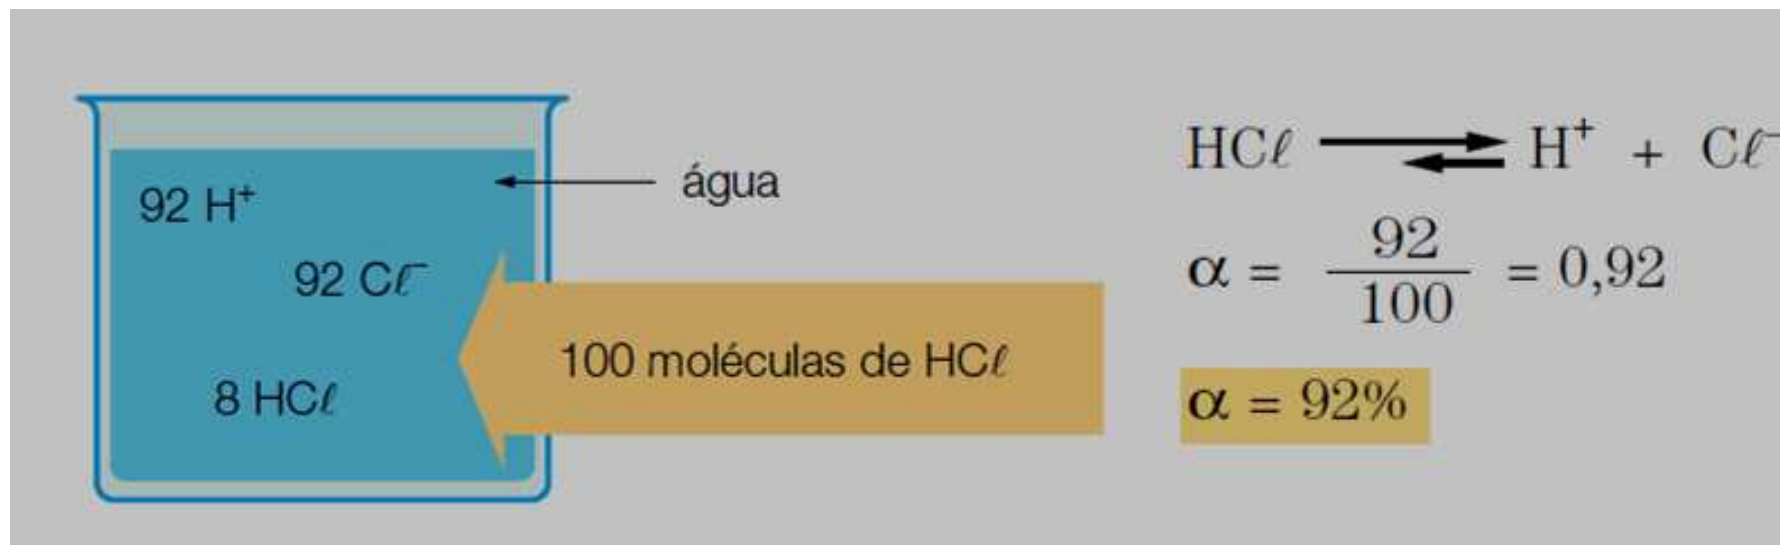 92 H⁺
92 Cℓ⁻
8 HCℓ
água
100 moléculas de HCℓ
HCℓ ⇄ H⁺ + Cℓ⁻
α = 92/100 = 0,92
α = 92%